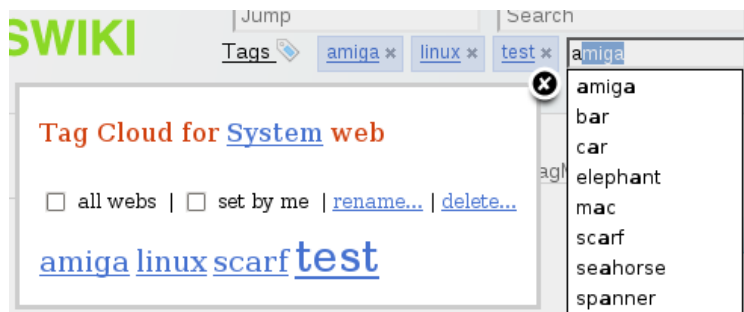 Jump Search
SWIKI
Tags amiga × linux × test × amiga
Tag Cloud for System web
all webs | set by me | rename... | delete...
amiga linux scarf test
amiga
bar
car
elephant
mac
scarf
seahorse
spanner